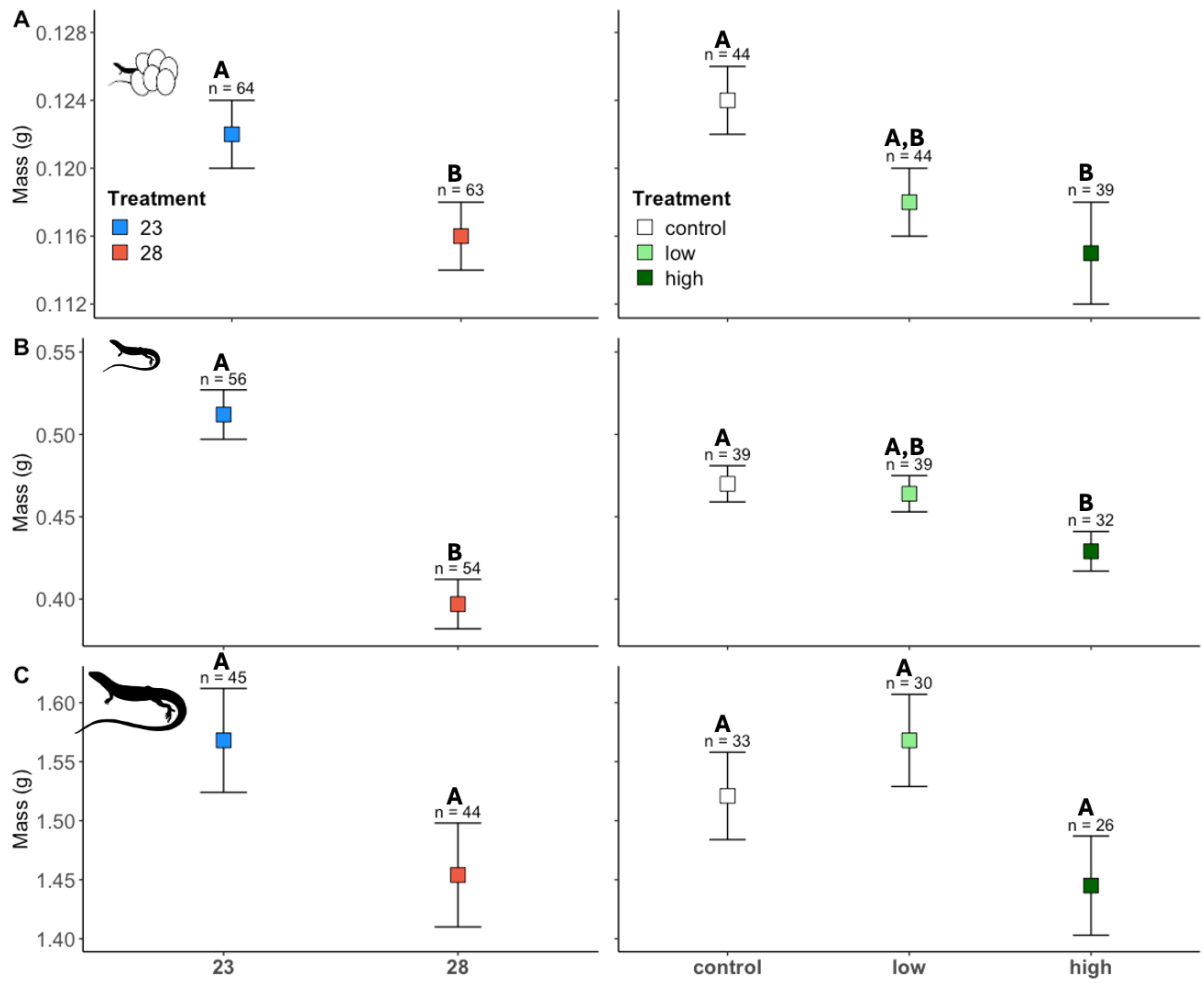 A
Mass (g)
0.128
0.124
0.120
0.116
0.112
A
n = 64
B
n = 63
Treatment
23
28
A
n = 44
A,B
n = 44
B
n = 39
Treatment
control
low
high
B
Mass (g)
0.55
0.50
0.45
0.40
A
n = 56
B
n = 54
A
n = 39
A,B
n = 39
B
n = 32
C
Mass (g)
1.60
1.55
1.50
1.45
1.40
A
n = 45
A
n = 44
A
n = 33
A
n = 30
A
n = 26
23
28
control
low
high